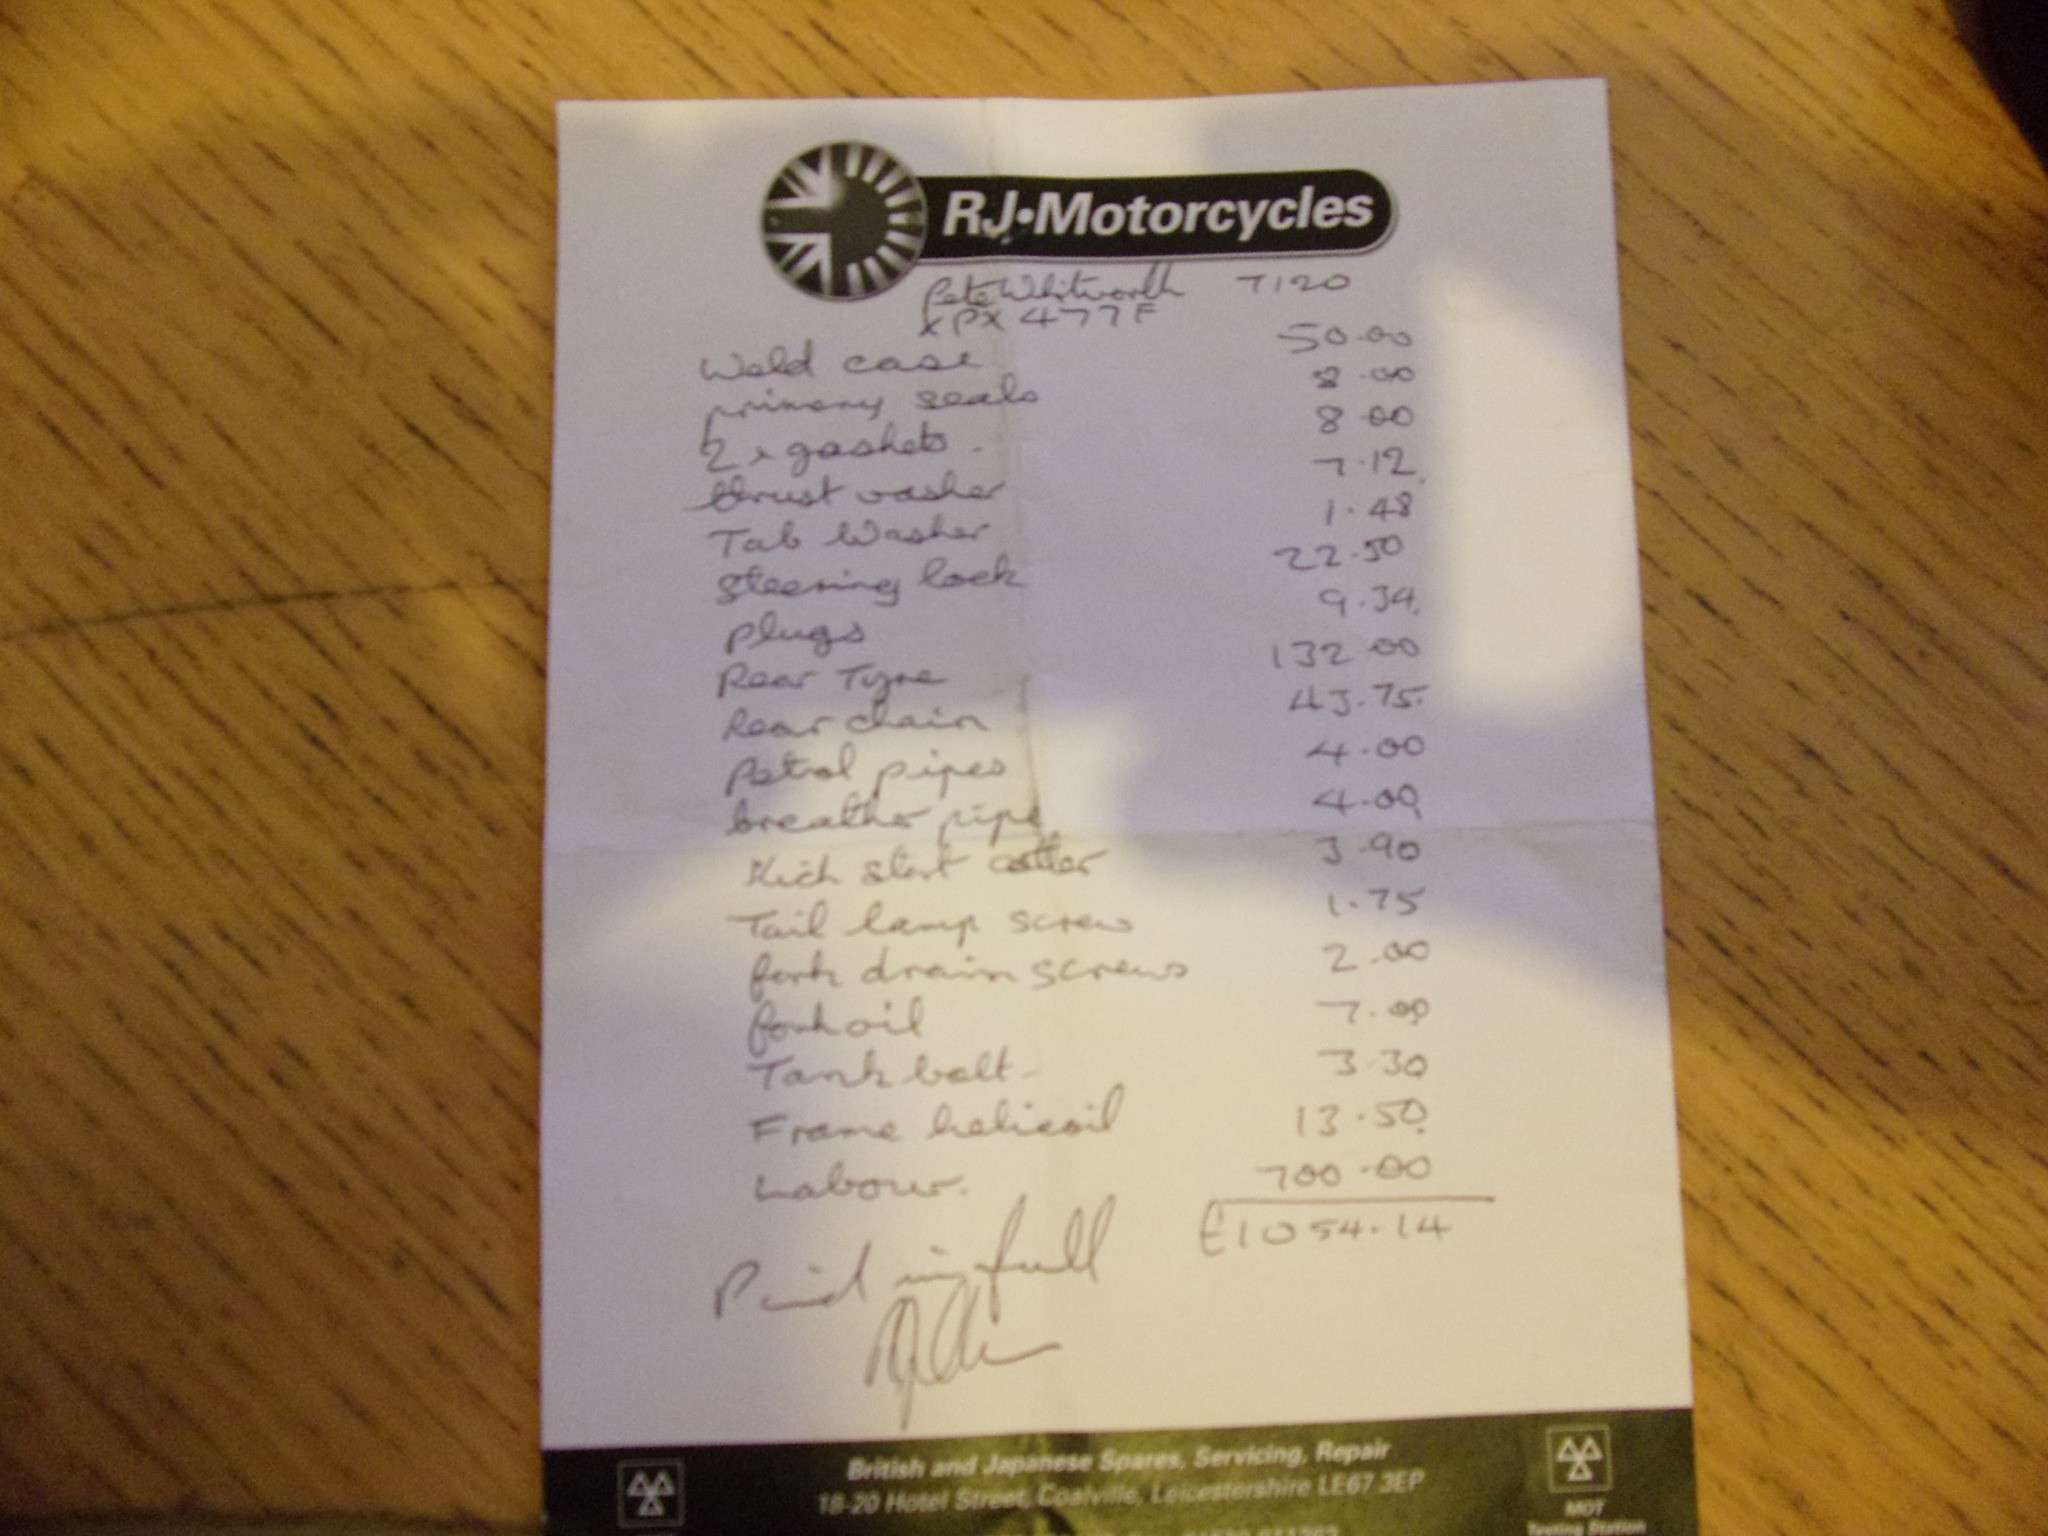 RJ·Motorcycles
Pete Whitworth T120
XPX 477F
Weld case 50.00
primary seals 8.00
2 x gaskets. 8.00
thrust washer 7.12
Tab Washer 1.48
Steering lock 22.50
plugs 9.34
Rear Tyre 132.00
Rear chain 43.75
Petrol pipes 4.00
breather pipe 4.00
Kick start cotter 3.90
Tail lamp screw 1.75
fork drain screws 2.00
fork oil 7.00
Tank bolt 3.30
Frame helicoil 13.50
Labour. 700.00
£1054.14
Paid in full
British and Japanese Spares, Servicing, Repair
18-20 Hotel Street, Coalville, Leicestershire LE67 3EP
MOT
Testing Station